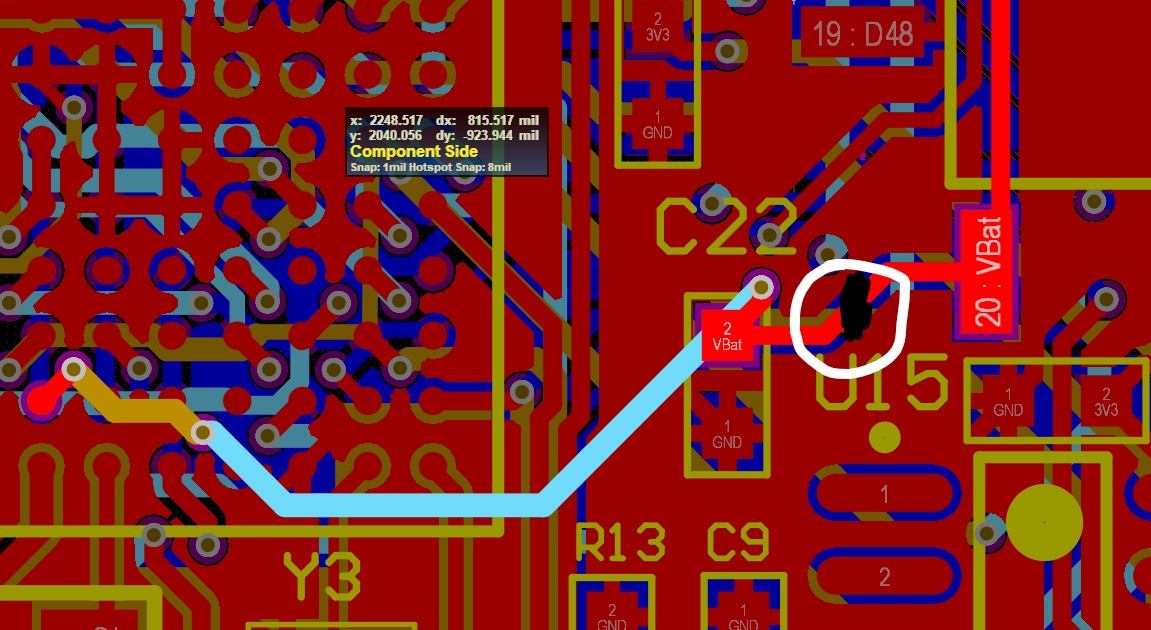 2
3V3
19 : D48
x: 2248.517 dx: 815.517 mil
y: 2040.056 dy: -923.944 mil
Component Side
Snap: 1mil Hotspot Snap: 8mil
1
GND
C22
20 : VBat
2
VBat
U15
1
GND
2
3V3
1
GND
1
R13
C9
Y3
2
2
GND
1
GND